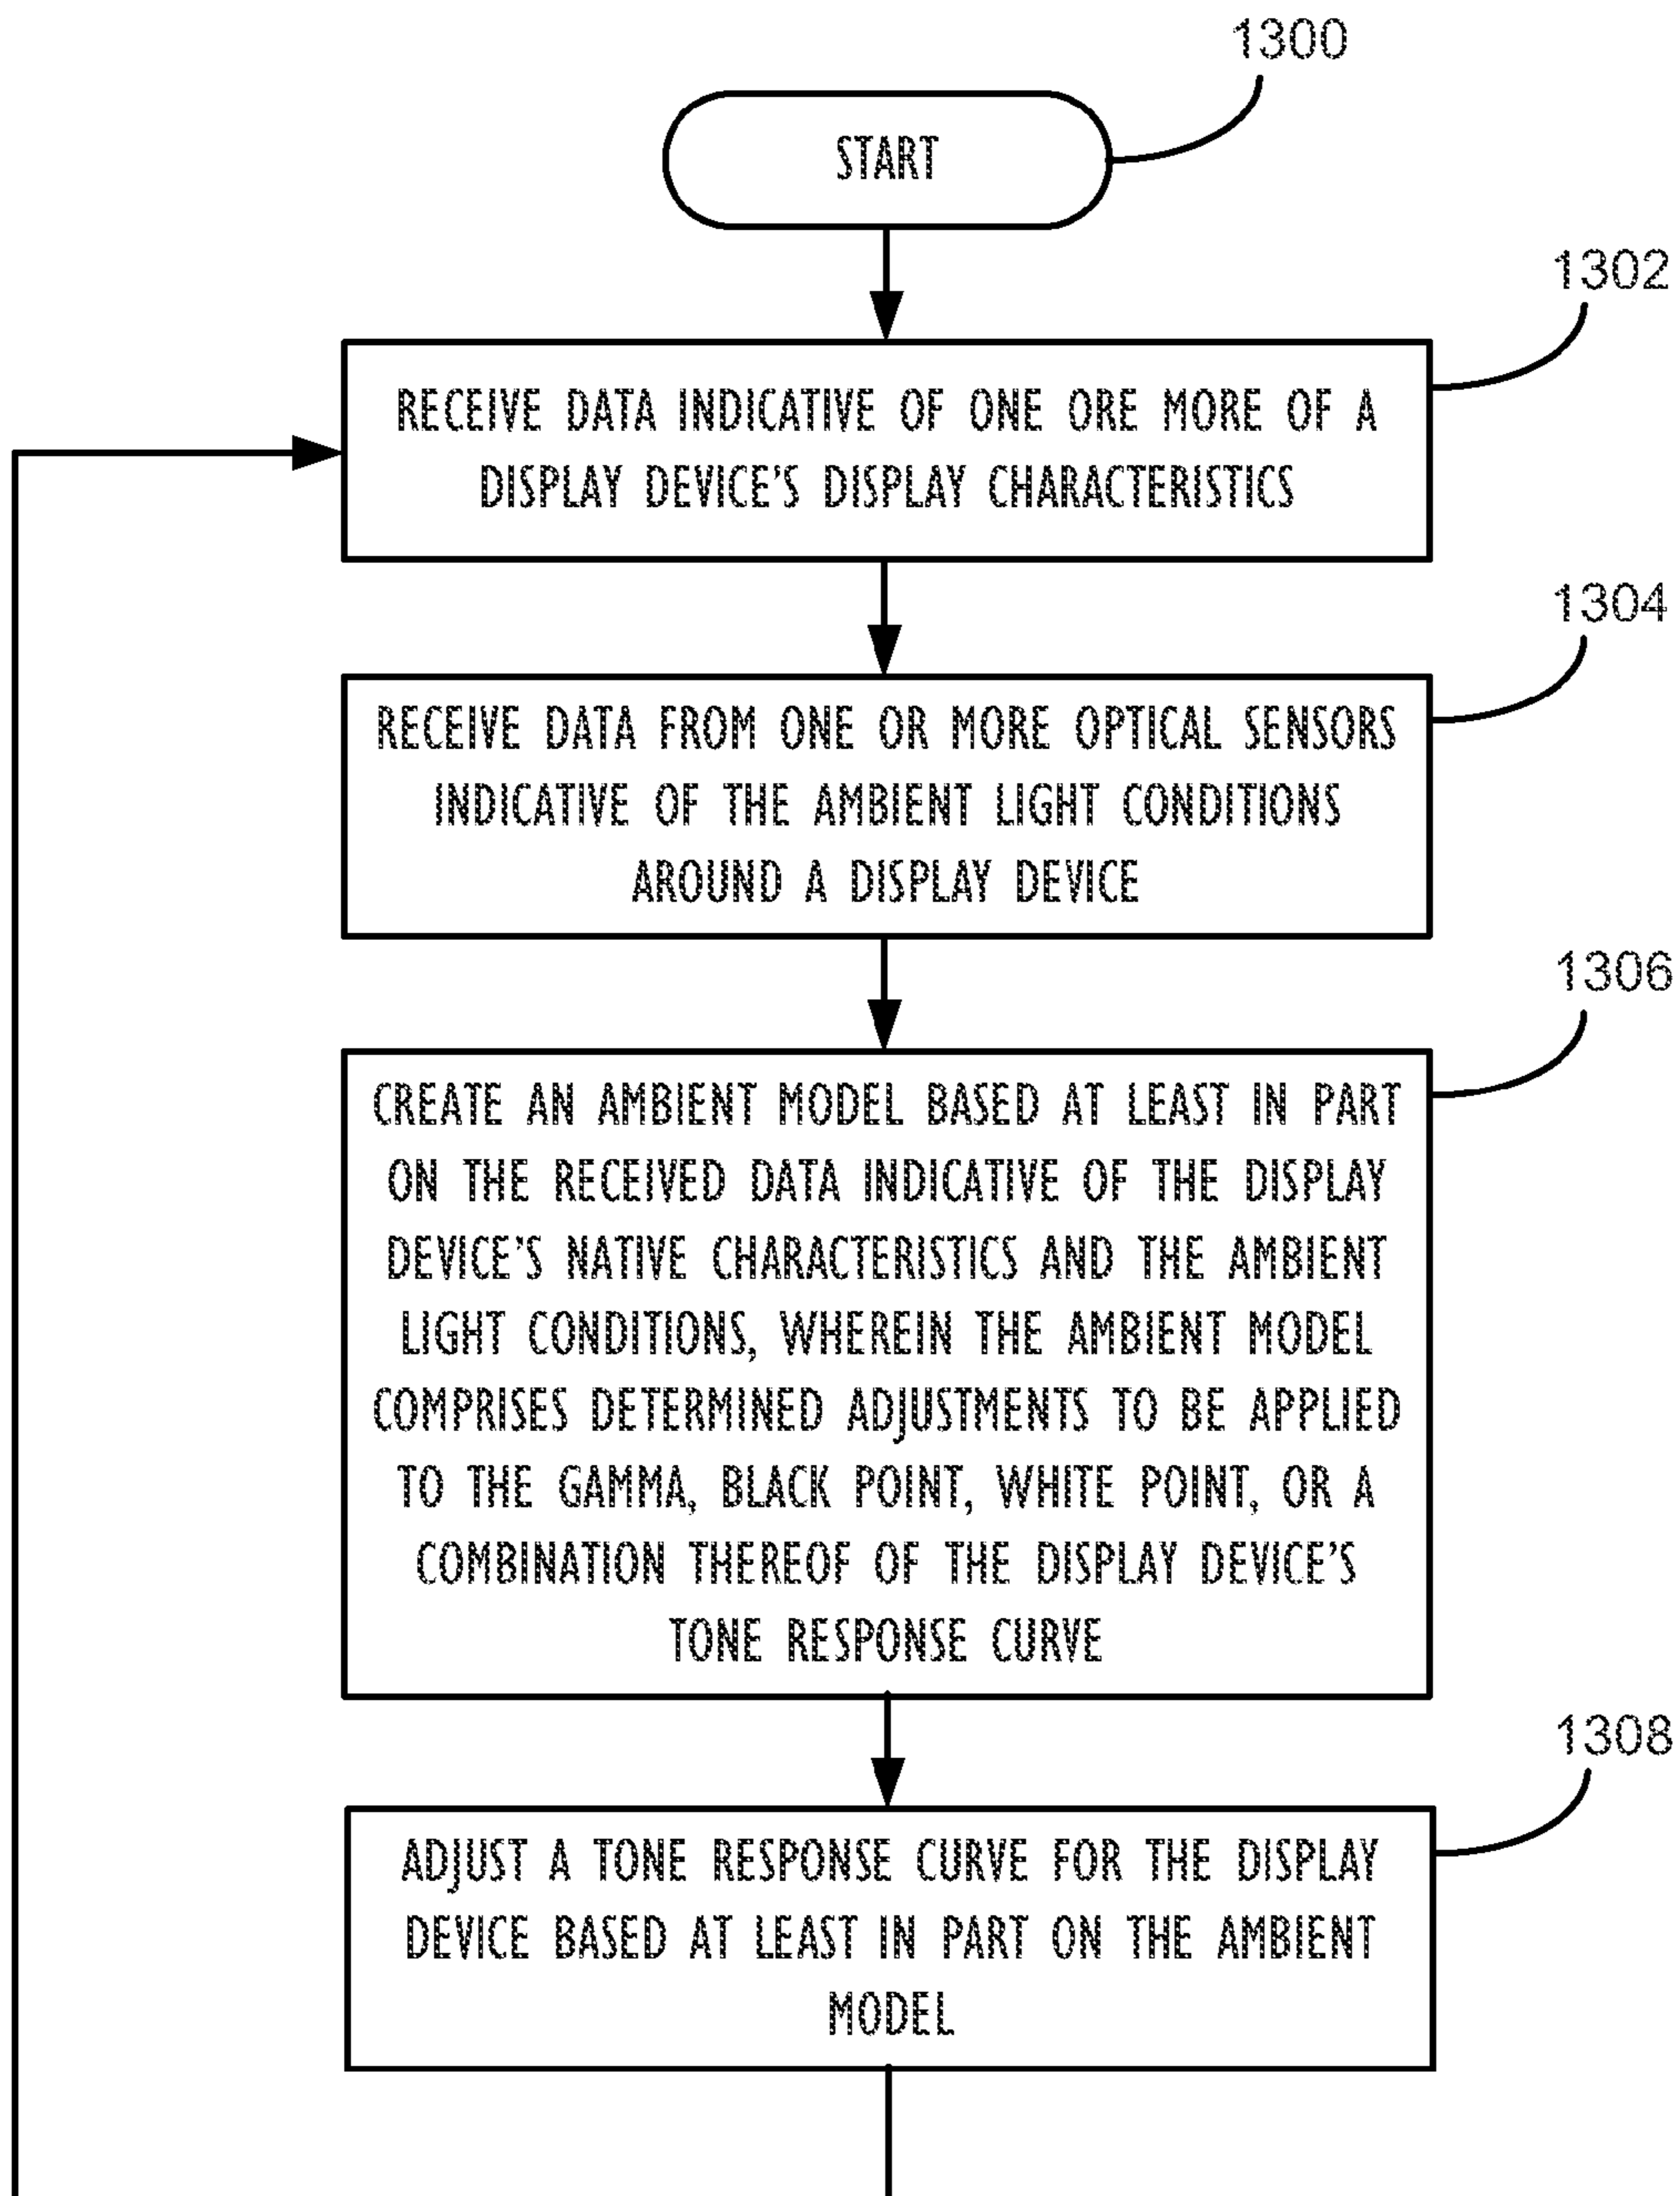 1300
START
1302
RECEIVE DATA INDICATIVE OF ONE ORE MORE OF A
DISPLAY DEVICE'S DISPLAY CHARACTERISTICS
1304
RECEIVE DATA FROM ONE OR MORE OPTICAL SENSORS
INDICATIVE OF THE AMBIENT LIGHT CONDITIONS
AROUND A DISPLAY DEVICE
1306
CREATE AN AMBIENT MODEL BASED AT LEAST IN PART
ON THE RECEIVED DATA INDICATIVE OF THE DISPLAY
DEVICE'S NATIVE CHARACTERISTICS AND THE AMBIENT
LIGHT CONDITIONS, WHEREIN THE AMBIENT MODEL
COMPRISES DETERMINED ADJUSTMENTS TO BE APPLIED
TO THE GAMMA, BLACK POINT, WHITE POINT, OR A
COMBINATION THEREOF OF THE DISPLAY DEVICE'S
TONE RESPONSE CURVE
1308
ADJUST A TONE RESPONSE CURVE FOR THE DISPLAY
DEVICE BASED AT LEAST IN PART ON THE AMBIENT
MODEL